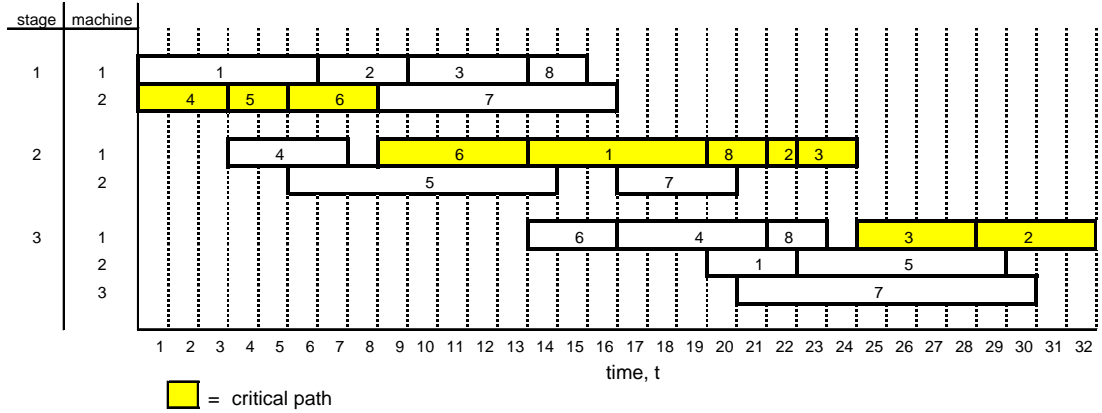 stage machine
1 1 1 2 3 8
2 4 5 6 7
2 1 4 6 1 8 2 3
2 5 7
3 1 6 4 8 3 2
2 1 5
3 7
1 2 3 4 5 6 7 8 9 10 11 12 13 14 15 16 17 18 19 20 21 22 23 24 25 26 27 28 29 30 31 32
time, t
= critical path